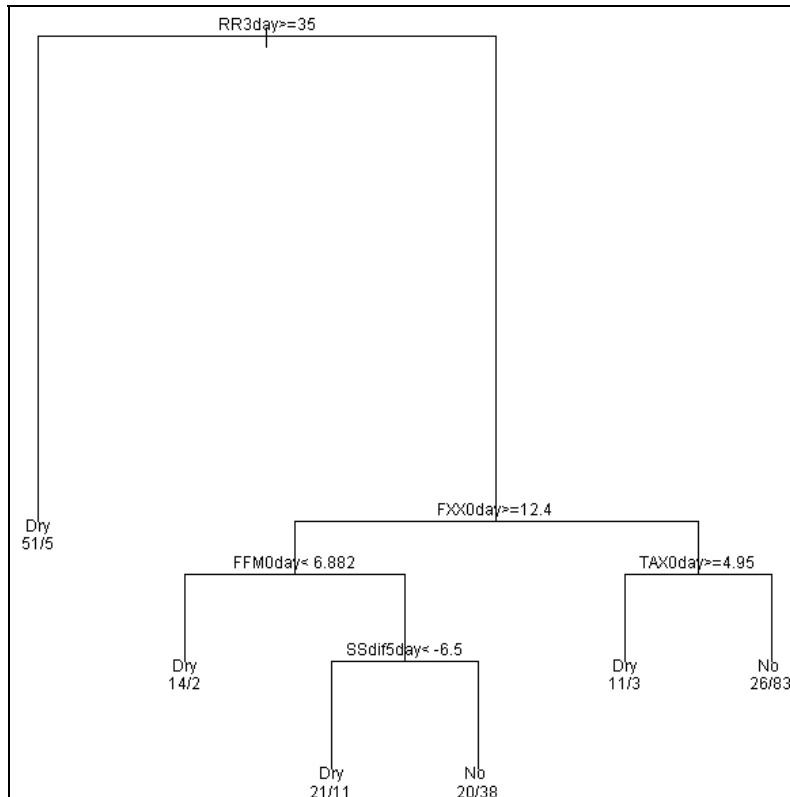 RR3day>=35
Dry
51/5
FXX0day>=12.4
FFM0day< 6.882
TAX0day>=4.95
Dry
14/2
SSdif5day< -6.5
Dry
11/3
No
26/83
Dry
21/11
No
20/38